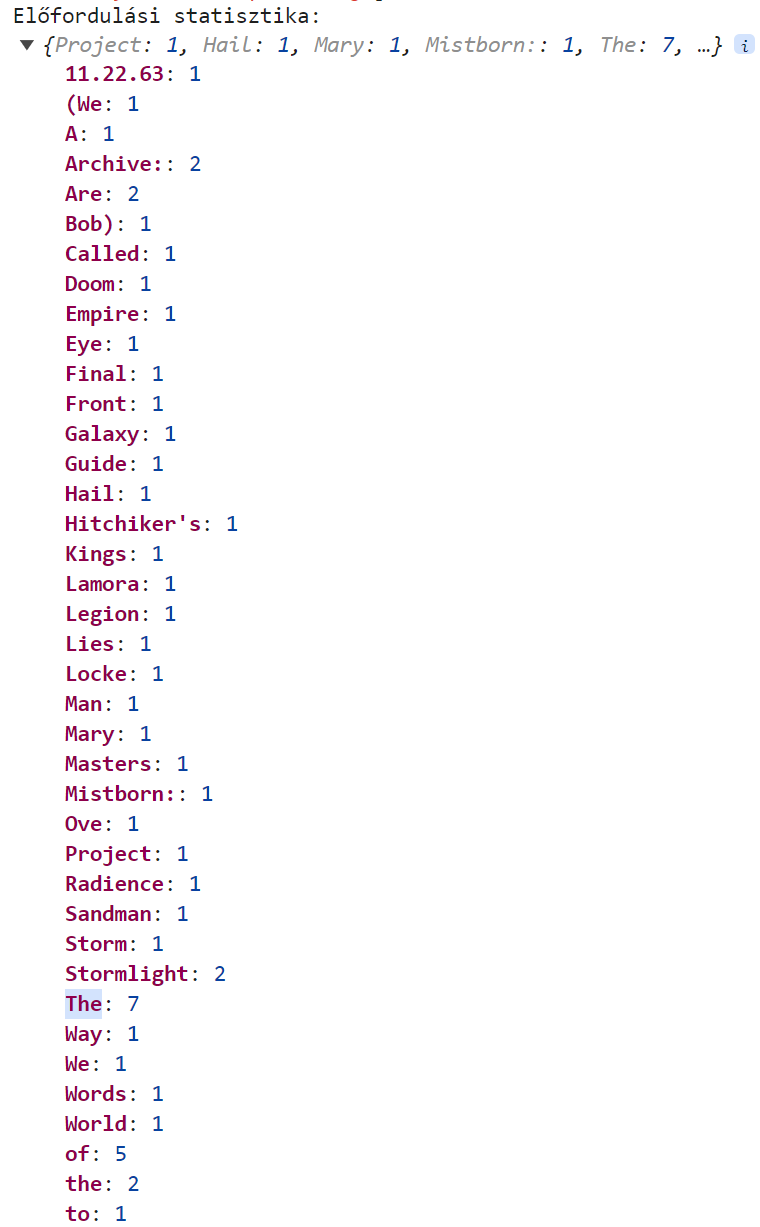 Előfordulási statisztika:
▼ {Project: 1, Hail: 1, Mary: 1, Mistborn:: 1, The: 7, …} i
11.22.63: 1
(We: 1
A: 1
Archive:: 2
Are: 2
Bob): 1
Called: 1
Doom: 1
Empire: 1
Eye: 1
Final: 1
Front: 1
Galaxy: 1
Guide: 1
Hail: 1
Hitchiker's: 1
Kings: 1
Lamora: 1
Legion: 1
Lies: 1
Locke: 1
Man: 1
Mary: 1
Masters: 1
Mistborn:: 1
Ove: 1
Project: 1
Radience: 1
Sandman: 1
Storm: 1
Stormlight: 2
The: 7
Way: 1
We: 1
Words: 1
World: 1
of: 5
the: 2
to: 1